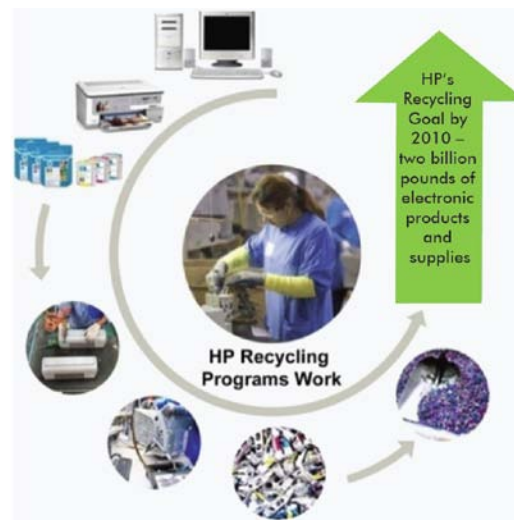 HP's
Recycling
Goal by
2010 –
two billion
pounds of
electronic
products
and
supplies
HP Recycling
Programs Work